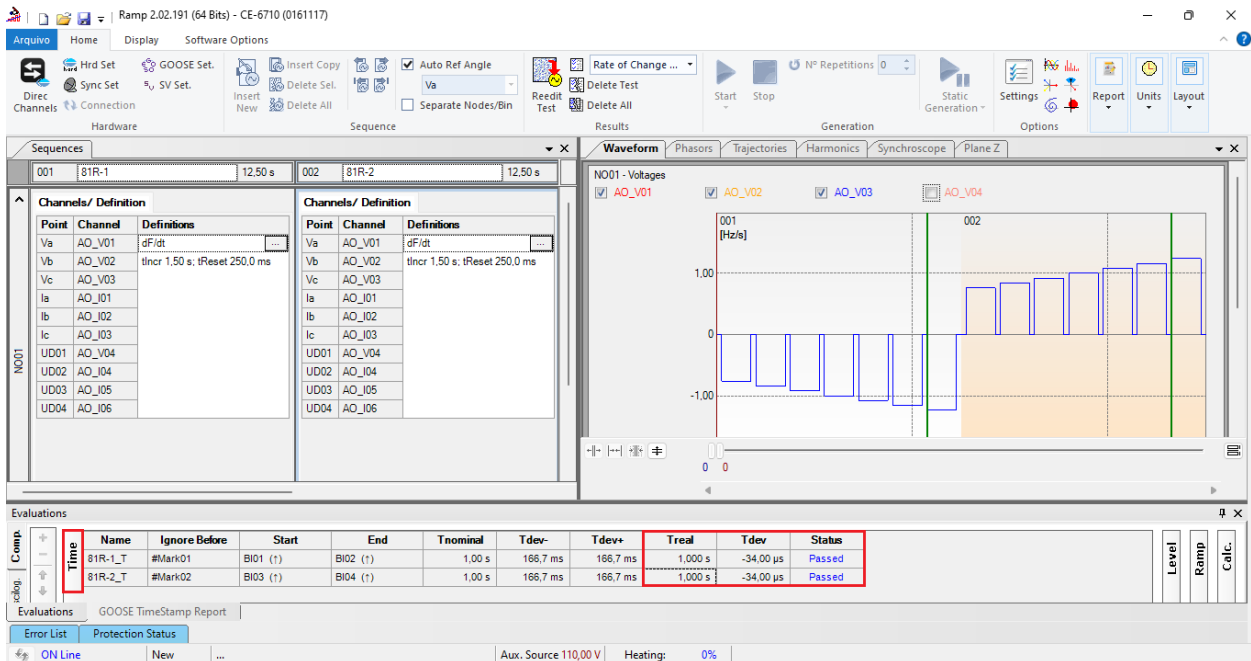 Ramp 2.02.191 (64 Bits) - CE-6710 (0161117)
Arquivo Home Display Software Options
Direc Channels
Hrd Set
Sync Set
Connection
GOOSE Set.
SV Set.
Hardware
Insert New
Insert Copy
Delete Sel.
Delete All
Auto Ref Angle
Va
Separate Nodes/Bin
Sequence
Reedit Test
Rate of Change ...
Delete Test
Delete All
Results
Start
Stop
Nº Repetitions 0
Static Generation
Generation
Settings
Options
Report
Units
Layout
Sequences
001 81R-1 12,50 s 002 81R-2 12,50 s
NO01
Channels/ Definition
Point Channel Definitions
Va AO_V01 dF/dt ...
Vb AO_V02 tIncr 1,50 s; tReset 250,0 ms
Vc AO_V03
Ia AO_I01
Ib AO_I02
Ic AO_I03
UD01 AO_V04
UD02 AO_I04
UD03 AO_I05
UD04 AO_I06
Channels/ Definition
Point Channel Definitions
Va AO_V01 dF/dt ...
Vb AO_V02 tIncr 1,50 s; tReset 250,0 ms
Vc AO_V03
Ia AO_I01
Ib AO_I02
Ic AO_I03
UD01 AO_V04
UD02 AO_I04
UD03 AO_I05
UD04 AO_I06
Waveform Phasors Trajectories Harmonics Synchroscope Plane Z
NO01 - Voltages
AO_V01 AO_V02 AO_V03 AO_V04
001 002
[Hz/s]
1,00
0
-1,00
0 0
Evaluations
Comp.
Time
Name Ignore Before Start End Tnominal Tdev- Tdev+ Treal Tdev Status
81R-1_T #Mark01 BI01 (↑) BI02 (↑) 1,00 s 166,7 ms 166,7 ms 1,000 s -34,00 µs Passed
81R-2_T #Mark02 BI03 (↑) BI04 (↑) 1,00 s 166,7 ms 166,7 ms 1,000 s -34,00 µs Passed
Level
Ramp
Calc.
Evaluations GOOSE TimeStamp Report
Error List Protection Status
ON Line New ... Aux. Source 110,00 V Heating: 0%